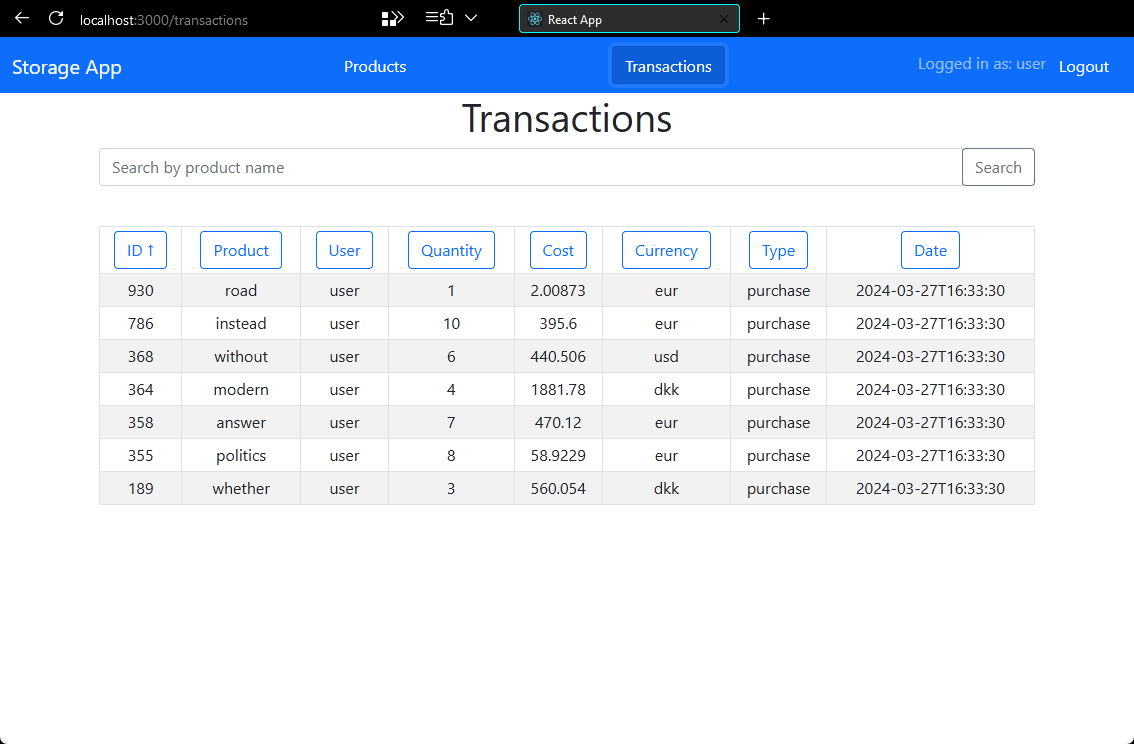 localhost:3000/transactions React App
Storage App Products Transactions Logged in as: user Logout
Transactions
Search by product name Search
ID ↑ Product User Quantity Cost Currency Type Date
930 road user 1 2.00873 eur purchase 2024-03-27T16:33:30
786 instead user 10 395.6 eur purchase 2024-03-27T16:33:30
368 without user 6 440.506 usd purchase 2024-03-27T16:33:30
364 modern user 4 1881.78 dkk purchase 2024-03-27T16:33:30
358 answer user 7 470.12 eur purchase 2024-03-27T16:33:30
355 politics user 8 58.9229 eur purchase 2024-03-27T16:33:30
189 whether user 3 560.054 dkk purchase 2024-03-27T16:33:30